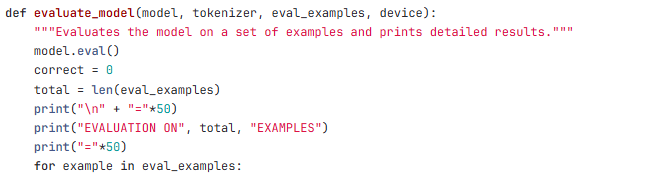 def evaluate_model(model, tokenizer, eval_examples, device):
    """Evaluates the model on a set of examples and prints detailed results."""
    model.eval()
    correct = 0
    total = len(eval_examples)
    print("\n" + "="*50)
    print("EVALUATION ON", total, "EXAMPLES")
    print("="*50)
    for example in eval_examples: